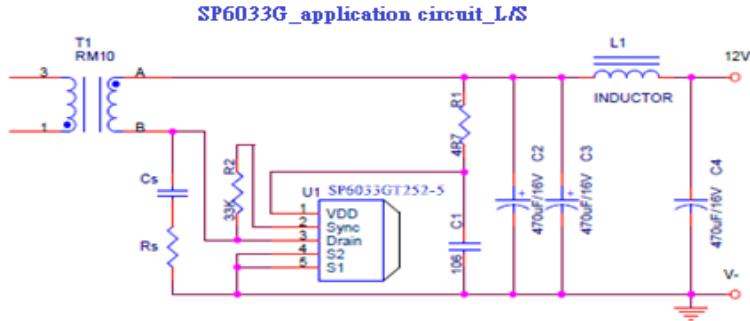 SP6033G_application circuit_L/S
T1
RM10
L1
12V
3
A
INDUCTOR
1
B
R1
4R7
470uF/16V C2
470uF/16V C3
470uF/16V C4
Cs
R2
33K
U1 SP6033GT252-5
1 VDD
2 Sync
3 Drain
4 S2
5 S1
C1
106
Rs
V-